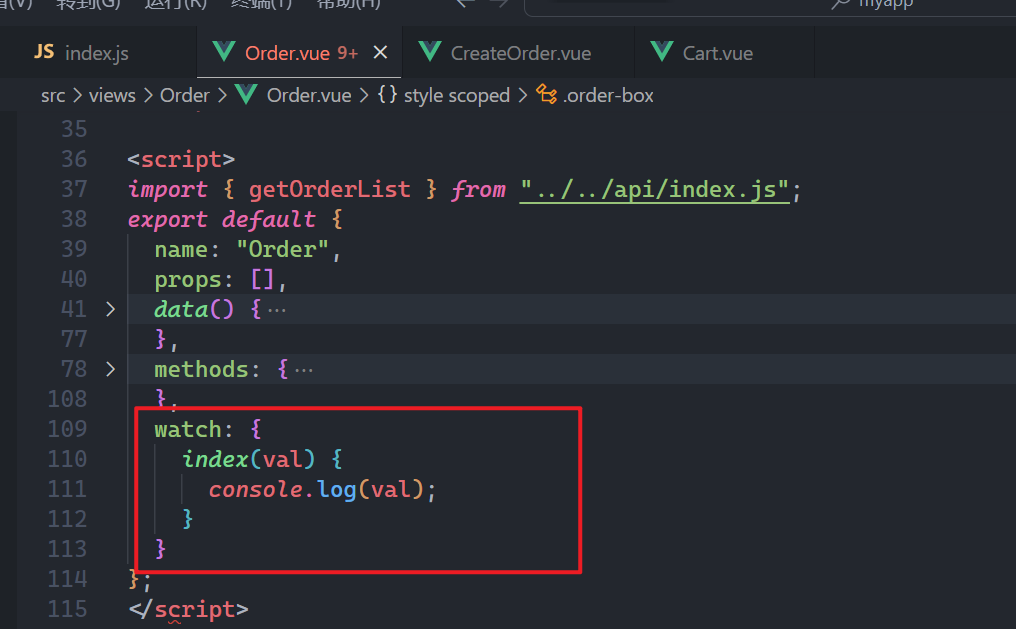 转到(G) 运行(R) 终端(T) 帮助(H) myapp
JS index.js Order.vue 9+ × CreateOrder.vue Cart.vue
src > views > Order > Order.vue > {} style scoped > .order-box
35
36 <script>
37 import { getOrderList } from "../../api/index.js";
38 export default {
39 name: "Order",
40 props: [],
41 > data() { ···
77 },
78 > methods: { ···
108 },
109 watch: {
110 index(val) {
111 console.log(val);
112 }
113 }
114 };
115 </script>